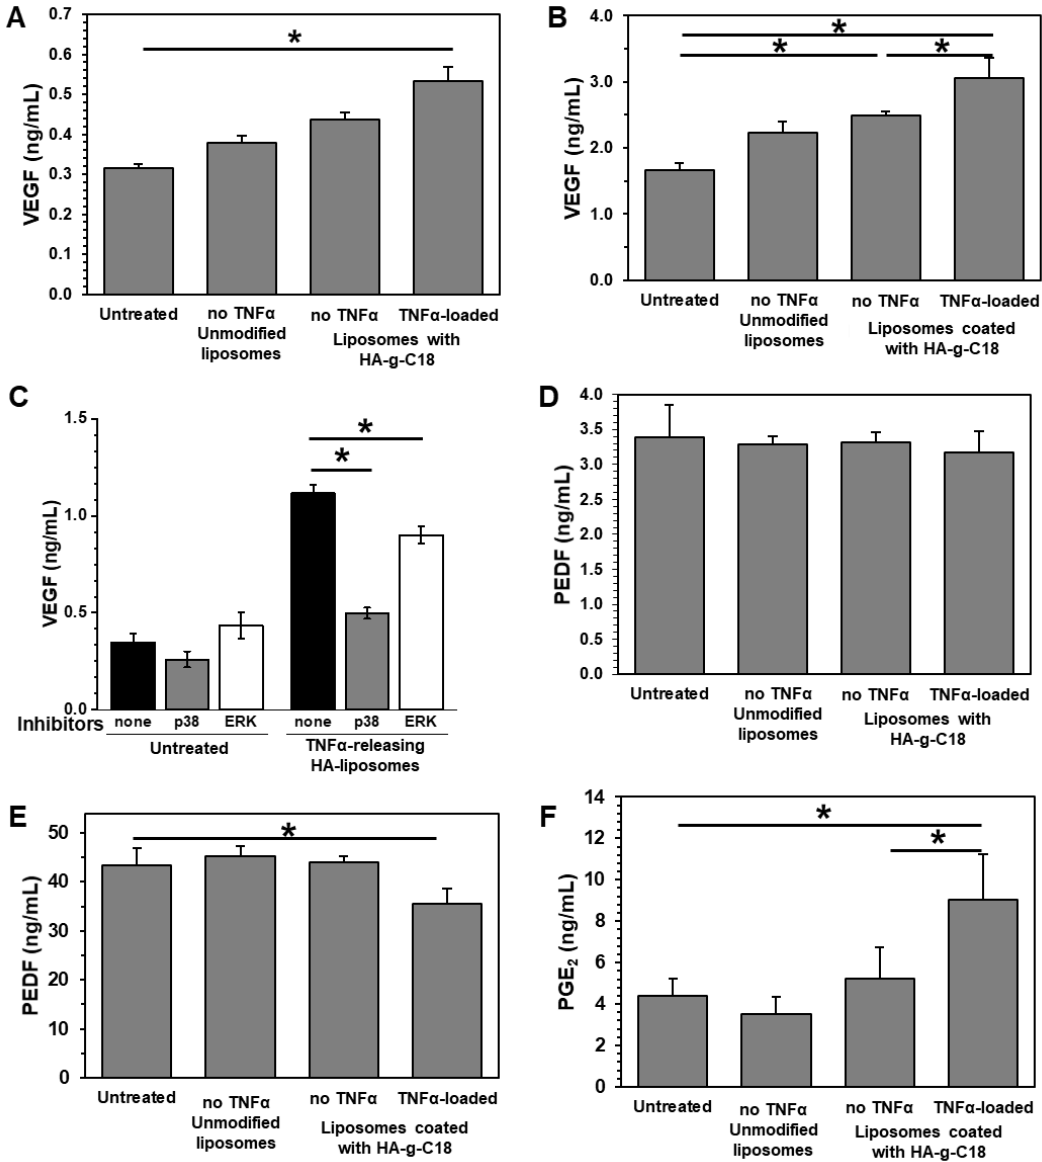 A
VEGF (ng/mL)
0.7
0.6
0.5
0.4
0.3
0.2
0.1
0.0
*
Untreated
no TNFα
Unmodified
liposomes
no TNFα
TNFα-loaded
Liposomes with
HA-g-C18
B
VEGF (ng/mL)
4.0
3.0
2.0
1.0
0.0
*
*
*
Untreated
no TNFα
Unmodified
liposomes
no TNFα
TNFα-loaded
Liposomes coated
with HA-g-C18
C
VEGF (ng/mL)
1.5
1.0
0.5
0.0
*
*
Inhibitors
none p38 ERK
Untreated
none p38 ERK
TNFα-releasing
HA-liposomes
D
PEDF (ng/mL)
4.0
3.5
3.0
2.5
2.0
1.5
1.0
0.5
0.0
Untreated
no TNFα
Unmodified
liposomes
no TNFα
TNFα-loaded
Liposomes with
HA-g-C18
E
PEDF (ng/mL)
50
40
30
20
10
0
*
Untreated
no TNFα
Unmodified
liposomes
no TNFα
TNFα-loaded
Liposomes coated
with HA-g-C18
F
PGE₂ (ng/mL)
14
12
10
8
6
4
2
0
*
*
Untreated
no TNFα
Unmodified
liposomes
no TNFα
TNFα-loaded
Liposomes coated
with HA-g-C18